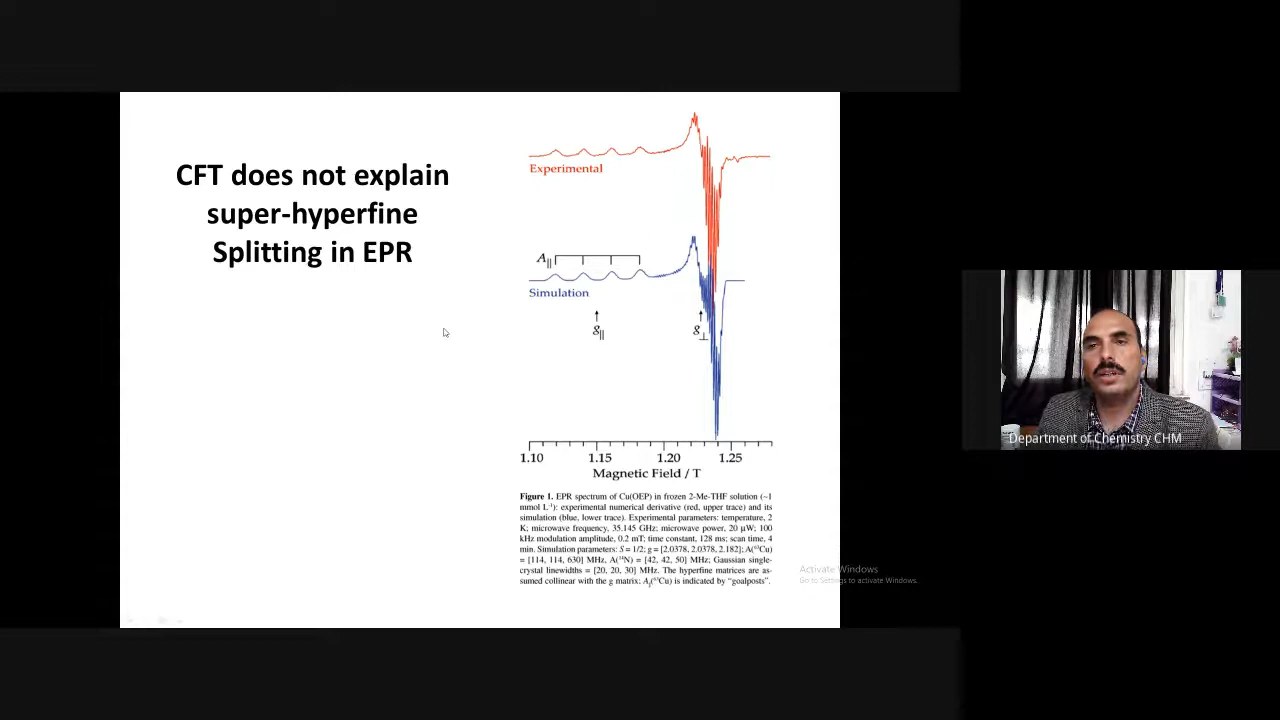 CFT does not explain
super-hyperfine
Splitting in EPR
Experimental
A||
Simulation
g||
g⊥
1.10 1.15 1.20 1.25
Magnetic Field / T
Figure 1. EPR spectrum of Cu(OEP) in frozen 2-Me-THF solution (~1
mmol L⁻¹): experimental numerical derivative (red, upper trace) and its
simulation (blue, lower trace). Experimental parameters: temperature, 2
K; microwave frequency, 35.145 GHz; microwave power, 20 μW; 100
kHz modulation amplitude, 0.2 mT; time constant, 128 ms; scan time, 4
min. Simulation parameters: S = 1/2; g = [2.0378, 2.0378, 2.182]; A(⁶³Cu)
= [114, 114, 630] MHz, A(¹⁴N) = [42, 42, 50] MHz; Gaussian single-
crystal linewidths = [20, 20, 30] MHz. The hyperfine matrices are as-
sumed collinear with the g matrix; A||(⁶³Cu) is indicated by “goalposts”.
Department of Chemistry CHM
Activate Windows
Go to Settings to activate Windows.